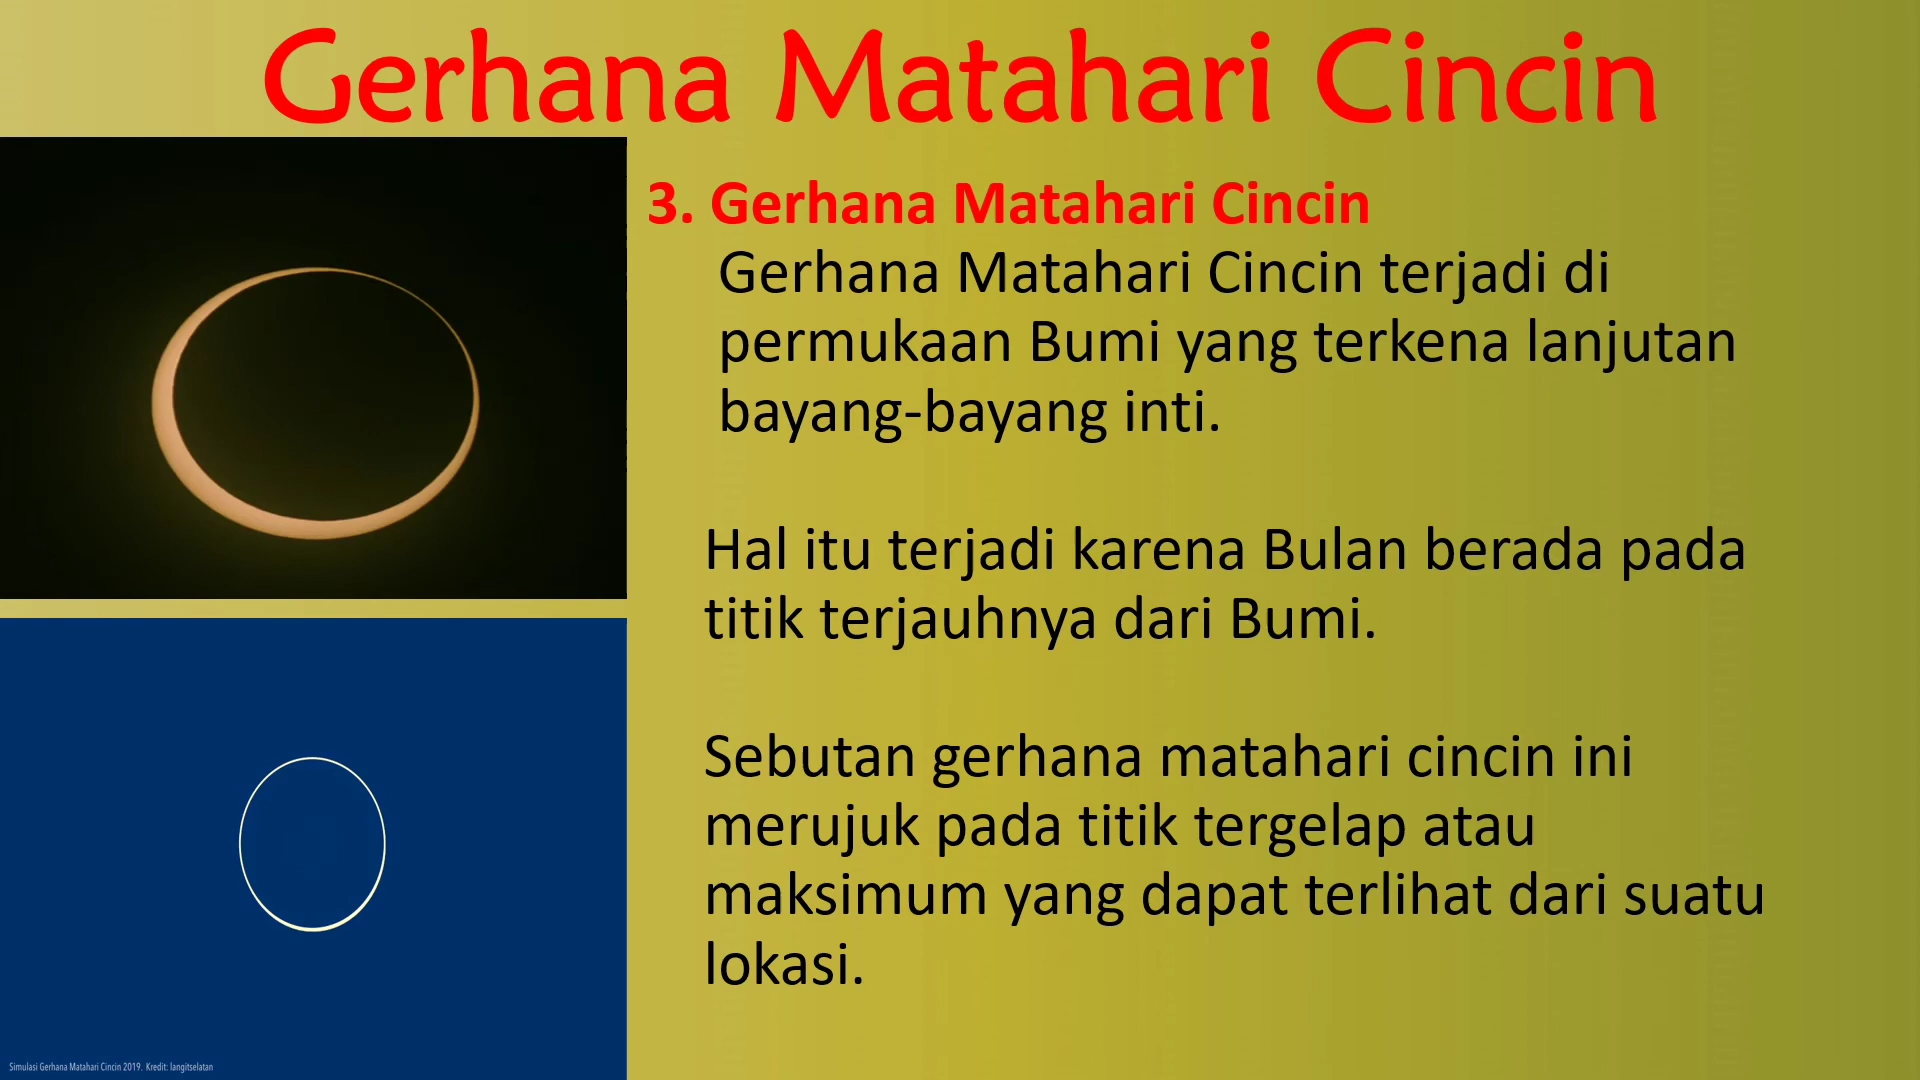 Gerhana Matahari Cincin
3. Gerhana Matahari Cincin
Gerhana Matahari Cincin terjadi di
permukaan Bumi yang terkena lanjutan
bayang-bayang inti.
Hal itu terjadi karena Bulan berada pada
titik terjauhnya dari Bumi.
Sebutan gerhana matahari cincin ini
merujuk pada titik tergelap atau
maksimum yang dapat terlihat dari suatu
lokasi.
Simulasi Gerhana Matahari Cincin 2019. Kredit: langitselatan